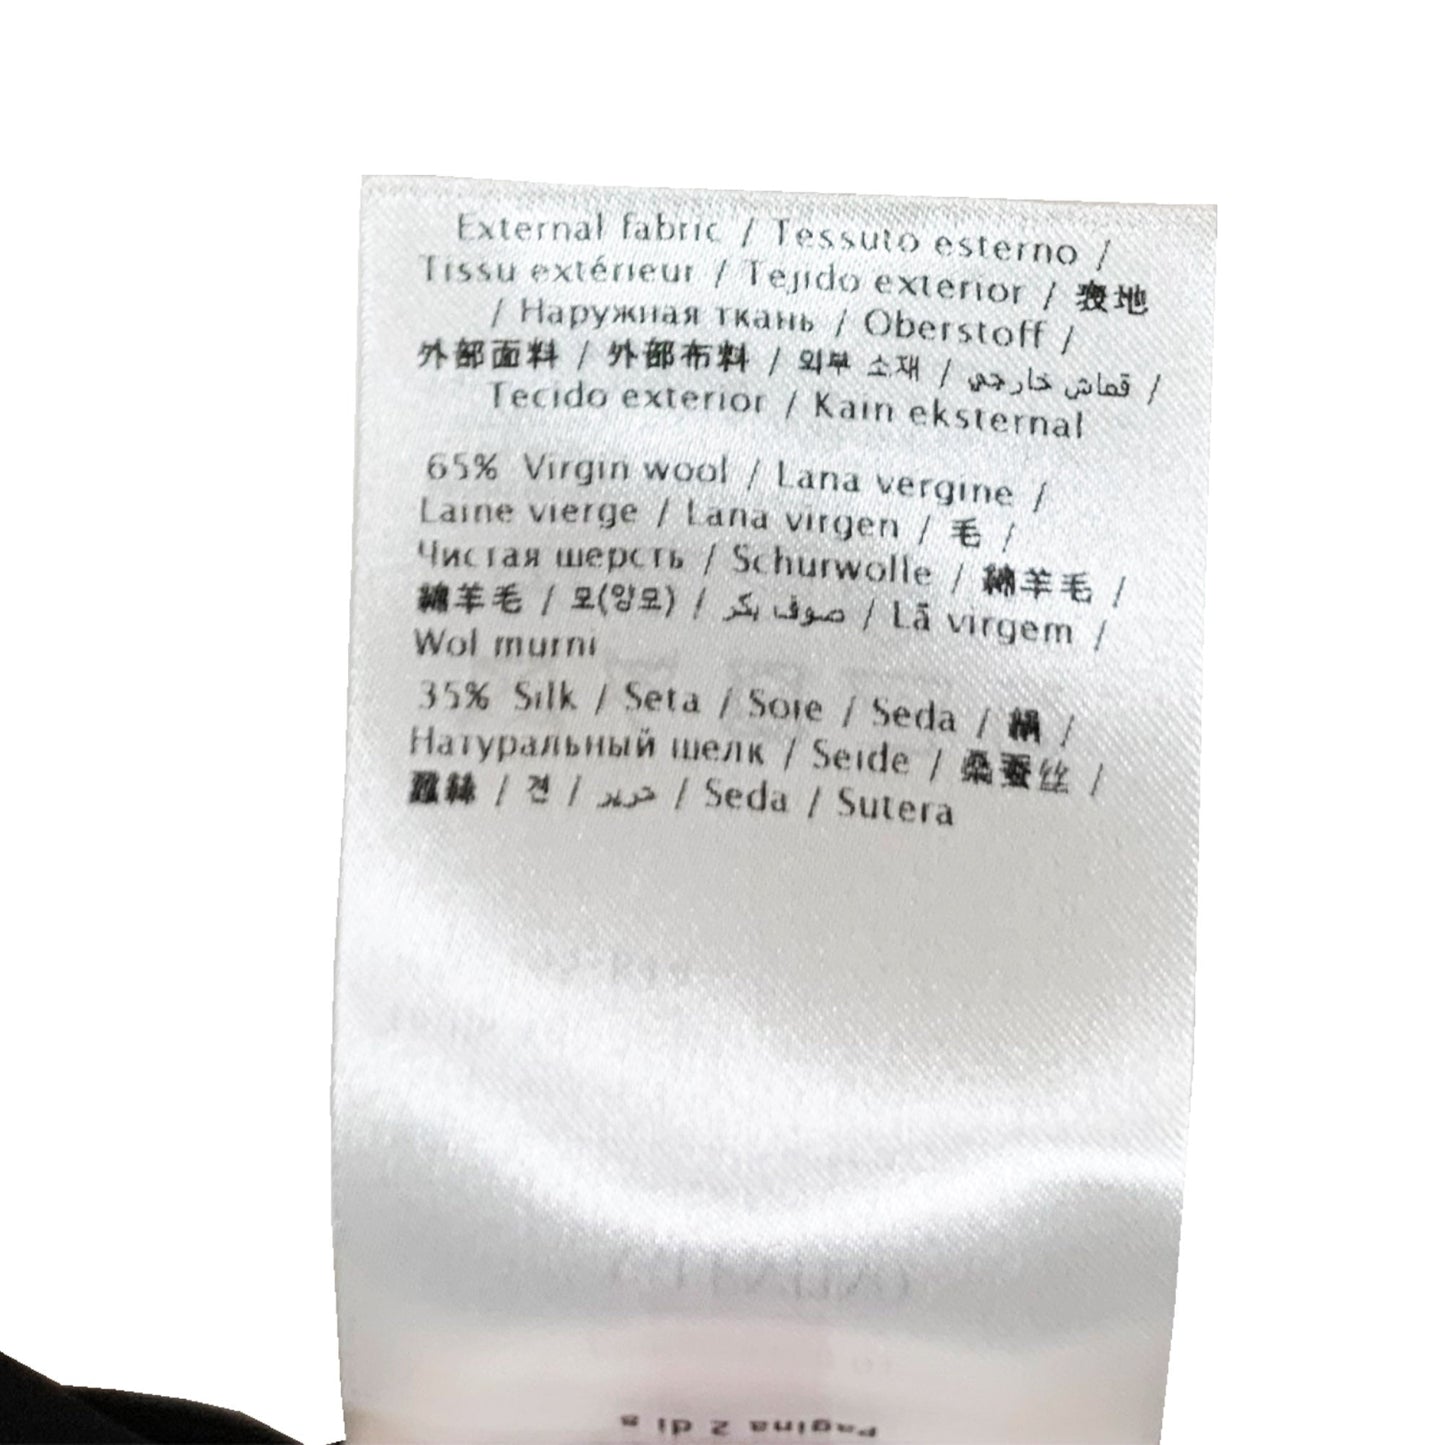 External fabric / Tessuto esterno /
Tissu extérieur / Tejido exterior / 表地
/ Наружная ткань / Oberstoff /
外部面料 / 外部布料 / 외부 소재 / قماش خارجي /
Tecido exterior / Kain eksternal
65% Virgin wool / Lana vergine /
Laine vierge / Lana virgen / 毛 /
Чистая шерсть / Schurwolle / 綿羊毛 /
綿羊毛 / 모(양모) / صوف بكر / Lã virgem /
Wol murni
35% Silk / Seta / Soie / Seda / 絹 /
Натуральный шелк / Seide / 桑蚕丝 /
蠶絲 / 견 / حرير / Seda / Sutera
Pagina 2 di 8